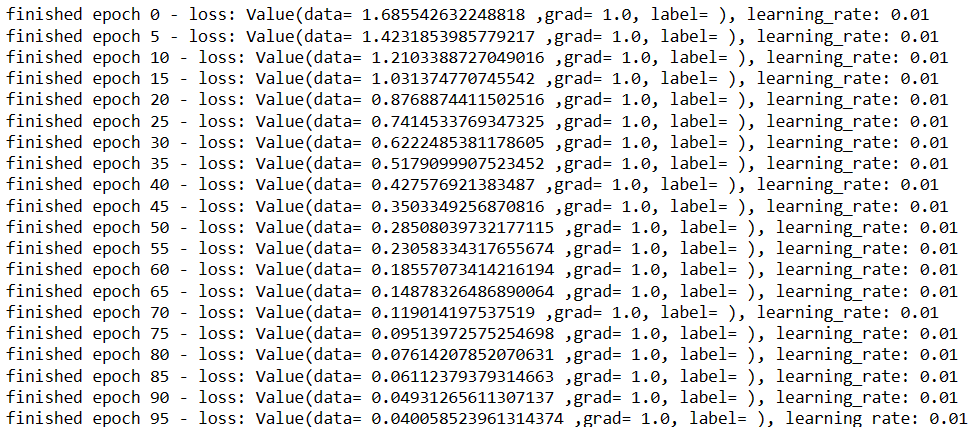 finished epoch 0 - loss: Value(data= 1.685542632248818 ,grad= 1.0, label= ), learning_rate: 0.01
finished epoch 5 - loss: Value(data= 1.4231853985779217 ,grad= 1.0, label= ), learning_rate: 0.01
finished epoch 10 - loss: Value(data= 1.2103388727049016 ,grad= 1.0, label= ), learning_rate: 0.01
finished epoch 15 - loss: Value(data= 1.031374770745542 ,grad= 1.0, label= ), learning_rate: 0.01
finished epoch 20 - loss: Value(data= 0.8768874411502516 ,grad= 1.0, label= ), learning_rate: 0.01
finished epoch 25 - loss: Value(data= 0.7414533769347325 ,grad= 1.0, label= ), learning_rate: 0.01
finished epoch 30 - loss: Value(data= 0.6222485381178605 ,grad= 1.0, label= ), learning_rate: 0.01
finished epoch 35 - loss: Value(data= 0.5179099907523452 ,grad= 1.0, label= ), learning_rate: 0.01
finished epoch 40 - loss: Value(data= 0.427576921383487 ,grad= 1.0, label= ), learning_rate: 0.01
finished epoch 45 - loss: Value(data= 0.3503349256870816 ,grad= 1.0, label= ), learning_rate: 0.01
finished epoch 50 - loss: Value(data= 0.28508039732177115 ,grad= 1.0, label= ), learning_rate: 0.01
finished epoch 55 - loss: Value(data= 0.23058334317655674 ,grad= 1.0, label= ), learning_rate: 0.01
finished epoch 60 - loss: Value(data= 0.18557073414216194 ,grad= 1.0, label= ), learning_rate: 0.01
finished epoch 65 - loss: Value(data= 0.14878326486890064 ,grad= 1.0, label= ), learning_rate: 0.01
finished epoch 70 - loss: Value(data= 0.119014197537519 ,grad= 1.0, label= ), learning_rate: 0.01
finished epoch 75 - loss: Value(data= 0.09513972575254698 ,grad= 1.0, label= ), learning_rate: 0.01
finished epoch 80 - loss: Value(data= 0.07614207852070631 ,grad= 1.0, label= ), learning_rate: 0.01
finished epoch 85 - loss: Value(data= 0.06112379379314663 ,grad= 1.0, label= ), learning_rate: 0.01
finished epoch 90 - loss: Value(data= 0.04931265611307137 ,grad= 1.0, label= ), learning_rate: 0.01
finished epoch 95 - loss: Value(data= 0.040058523961314374 ,grad= 1.0, label= ), learning_rate: 0.01